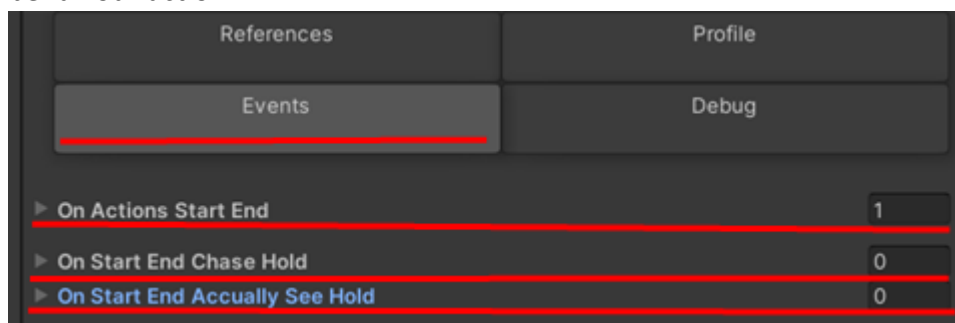 References Profile
Events Debug
On Actions Start End 1
On Start End Chase Hold 0
On Start End Accually See Hold 0